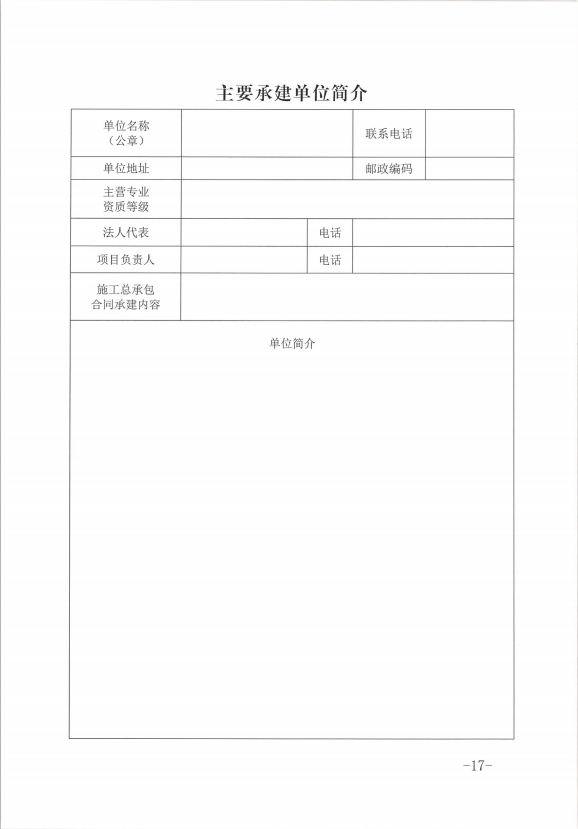 主要承建单位简介
单位名称
（公章）
联系电话
单位地址
邮政编码
主营专业
资质等级
法人代表
电话
项目负责人
电话
施工总承包
合同承建内容
单位简介
-17-